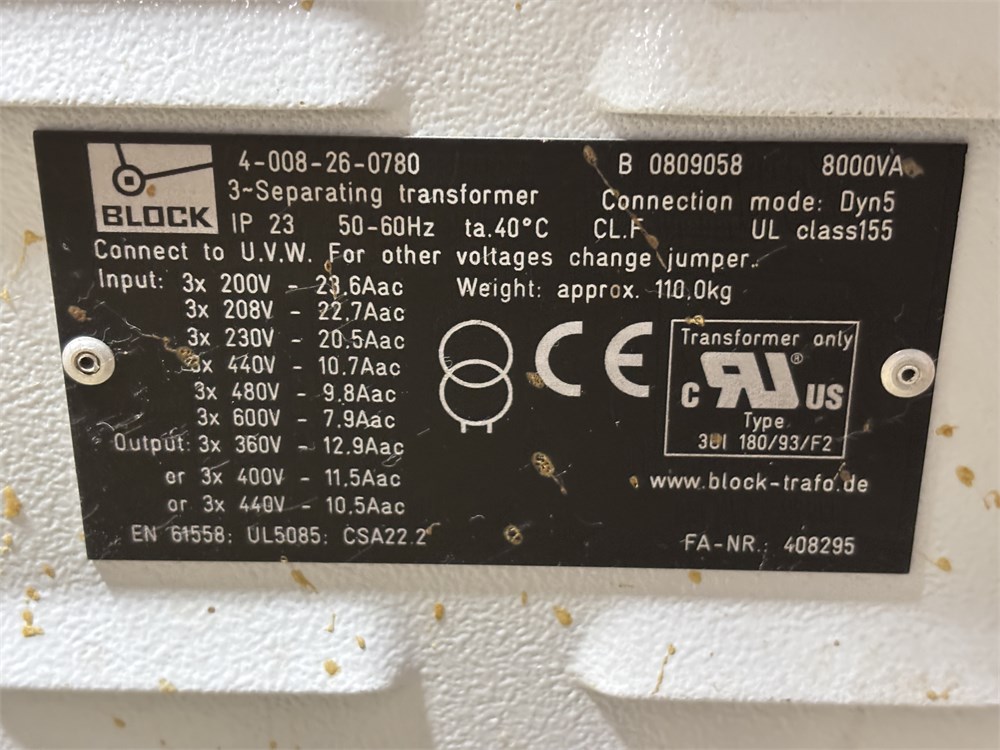 BLOCK
4-008-26-0780 B 0809058 8000VA
3~Separating transformer Connection mode: Dyn5
IP 23 50-60Hz ta.40°C CL.F UL class155
Connect to U.V.W. For other voltages change jumper.
Input: 3x 200V - 23.6Aac Weight: approx. 110.0kg
3x 208V - 22.7Aac
3x 230V - 20.5Aac
3x 440V - 10.7Aac
3x 480V - 9.8Aac
3x 600V - 7.9Aac
Output: 3x 360V - 12.9Aac
or 3x 400V - 11.5Aac
or 3x 440V - 10.5Aac
EN 61558; UL5085; CSA22.2
CE
Transformer only
C RU ® US
Type
3UI 180/93/F2
www.block-trafo.de
FA-NR.: 408295